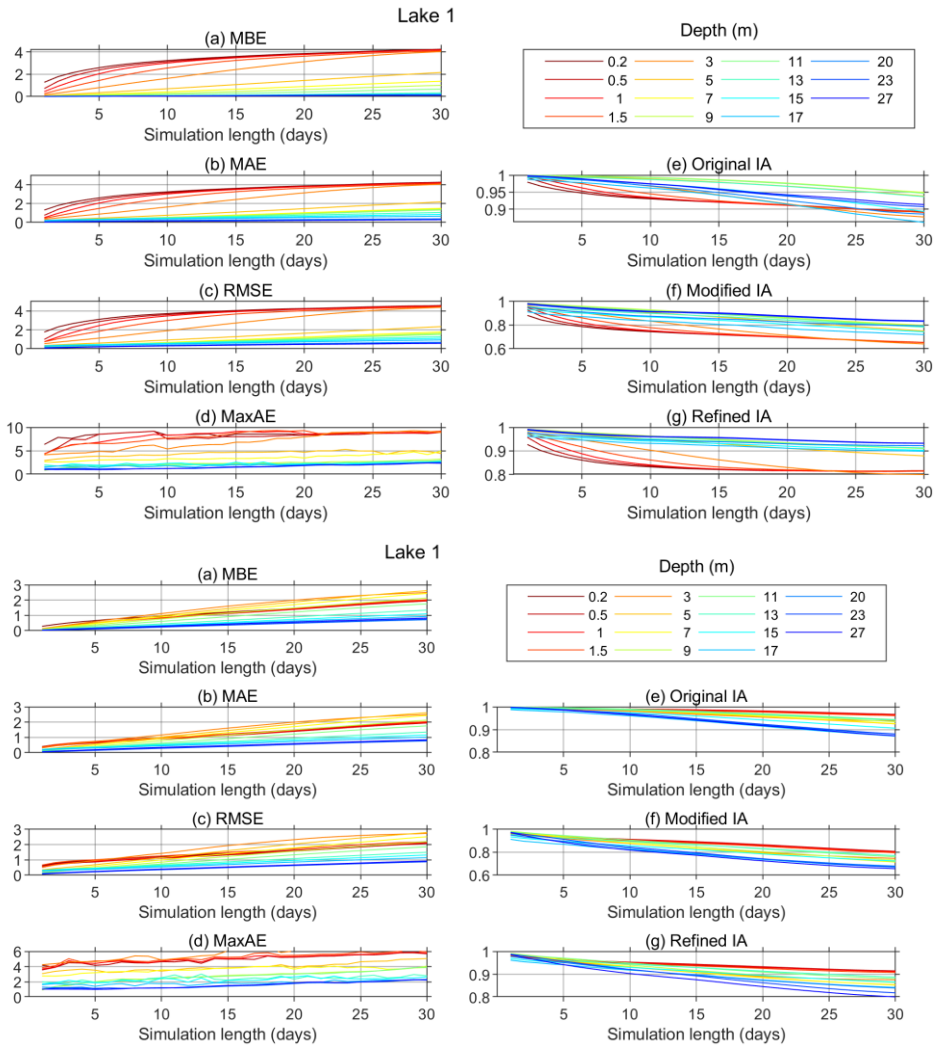 Lake 1
(a) MBE
4
2
0
5 10 15 20 25 30
Simulation length (days)
Depth (m)
0.2 3 11 20
0.5 5 13 23
1 7 15 27
1.5 9 17
(b) MAE
4
2
0
5 10 15 20 25 30
Simulation length (days)
(e) Original IA
0.95
0.9
5 10 15 20 25 30
Simulation length (days)
(c) RMSE
4
2
0
5 10 15 20 25 30
Simulation length (days)
(f) Modified IA
1
0.8
0.6
5 10 15 20 25 30
Simulation length (days)
(d) MaxAE
10
5
0
5 10 15 20 25 30
Simulation length (days)
(g) Refined IA
1
0.9
0.8
5 10 15 20 25 30
Simulation length (days)
Lake 1
(a) MBE
3
2
1
0
5 10 15 20 25 30
Simulation length (days)
Depth (m)
0.2 3 11 20
0.5 5 13 23
1 7 15 27
1.5 9 17
(b) MAE
3
2
1
0
5 10 15 20 25 30
Simulation length (days)
(e) Original IA
1
0.9
0.8
5 10 15 20 25 30
Simulation length (days)
(c) RMSE
3
2
1
0
5 10 15 20 25 30
Simulation length (days)
(f) Modified IA
1
0.8
0.6
5 10 15 20 25 30
Simulation length (days)
(d) MaxAE
6
4
2
0
5 10 15 20 25 30
Simulation length (days)
(g) Refined IA
1
0.9
0.8
5 10 15 20 25 30
Simulation length (days)